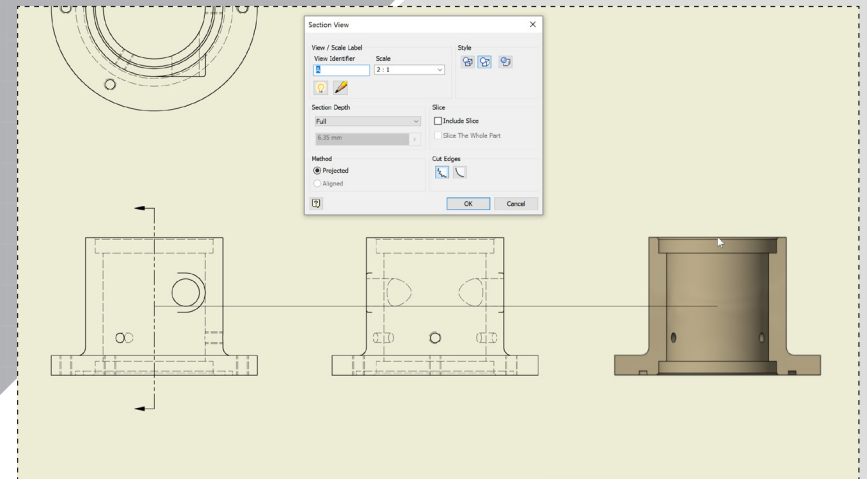 Section View
View / Scale Label
View Identifier
Scale
A
2 : 1
Style
Section Depth
Full
6.35 mm
Slice
Include Slice
Slice The Whole Part
Method
Projected
Aligned
Cut Edges
OK
Cancel